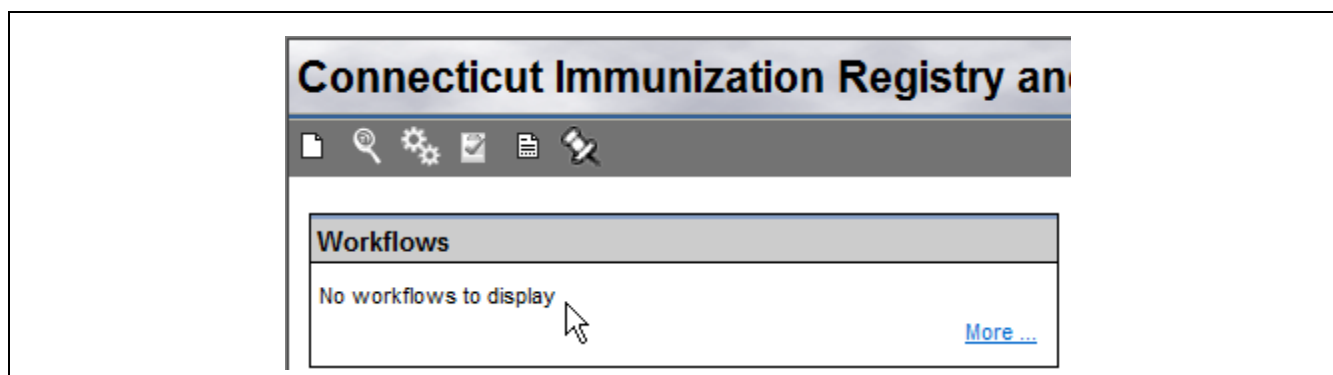 Connecticut Immunization Registry an
Workflows
No workflows to display
More ...